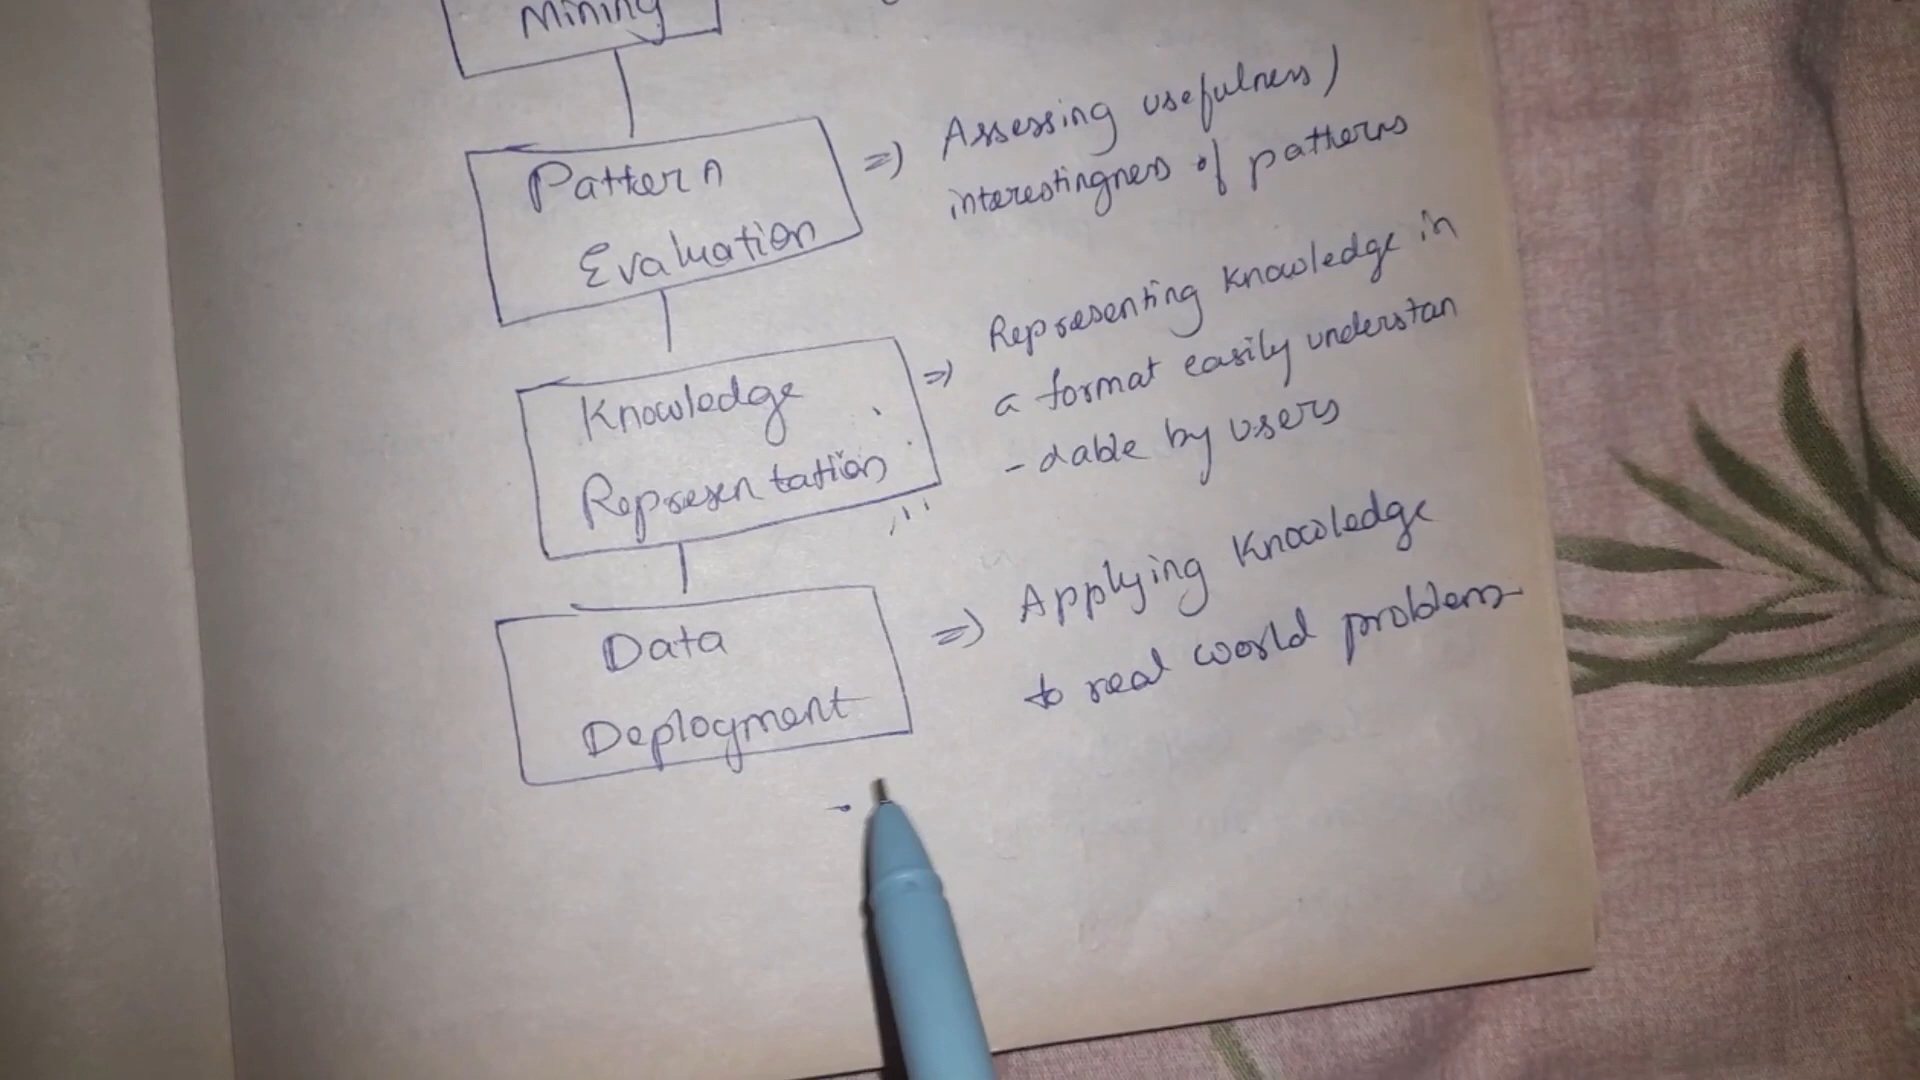 Mining
Pattern
Evaluation
=> Assessing usefulness /
interestingness of patterns
Knowledge
Representation
=> Representing knowledge in
a format easily understan
- dable by users
Data
Deployment
=> Applying knowledge
to real world problems